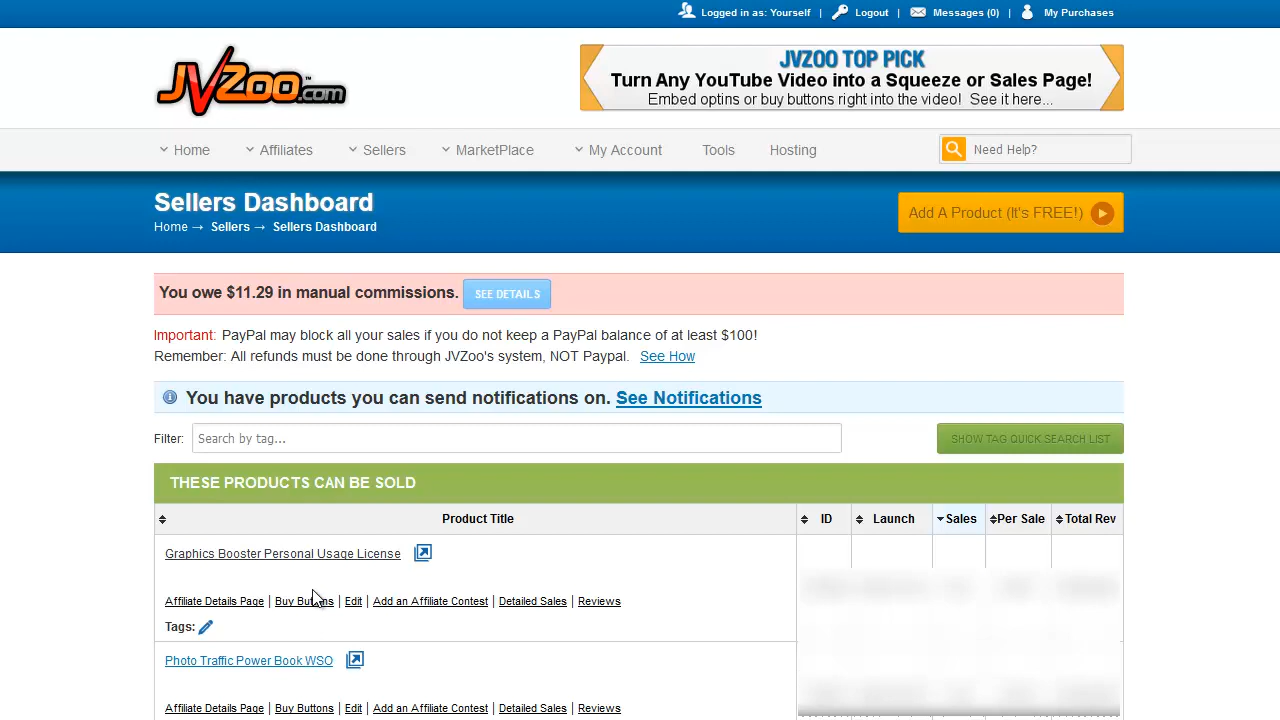 Logged in as: Yourself | Logout | Messages (0) | My Purchases
JVZoo.com™
JVZOO TOP PICK
Turn Any YouTube Video into a Squeeze or Sales Page!
Embed optins or buy buttons right into the video! See it here...
Home Affiliates Sellers MarketPlace My Account Tools Hosting Need Help?
Sellers Dashboard
Add A Product (It's FREE!)
Home → Sellers → Sellers Dashboard
You owe $11.29 in manual commissions. SEE DETAILS
Important: PayPal may block all your sales if you do not keep a PayPal balance of at least $100!
Remember: All refunds must be done through JVZoo's system, NOT Paypal. See How
You have products you can send notifications on. See Notifications
Filter: Search by tag... SHOW TAG QUICK SEARCH LIST
THESE PRODUCTS CAN BE SOLD
Product Title ID Launch Sales Per Sale Total Rev
Graphics Booster Personal Usage License
Affiliate Details Page | Buy Buttons | Edit | Add an Affiliate Contest | Detailed Sales | Reviews
Tags:
Photo Traffic Power Book WSO
Affiliate Details Page | Buy Buttons | Edit | Add an Affiliate Contest | Detailed Sales | Reviews